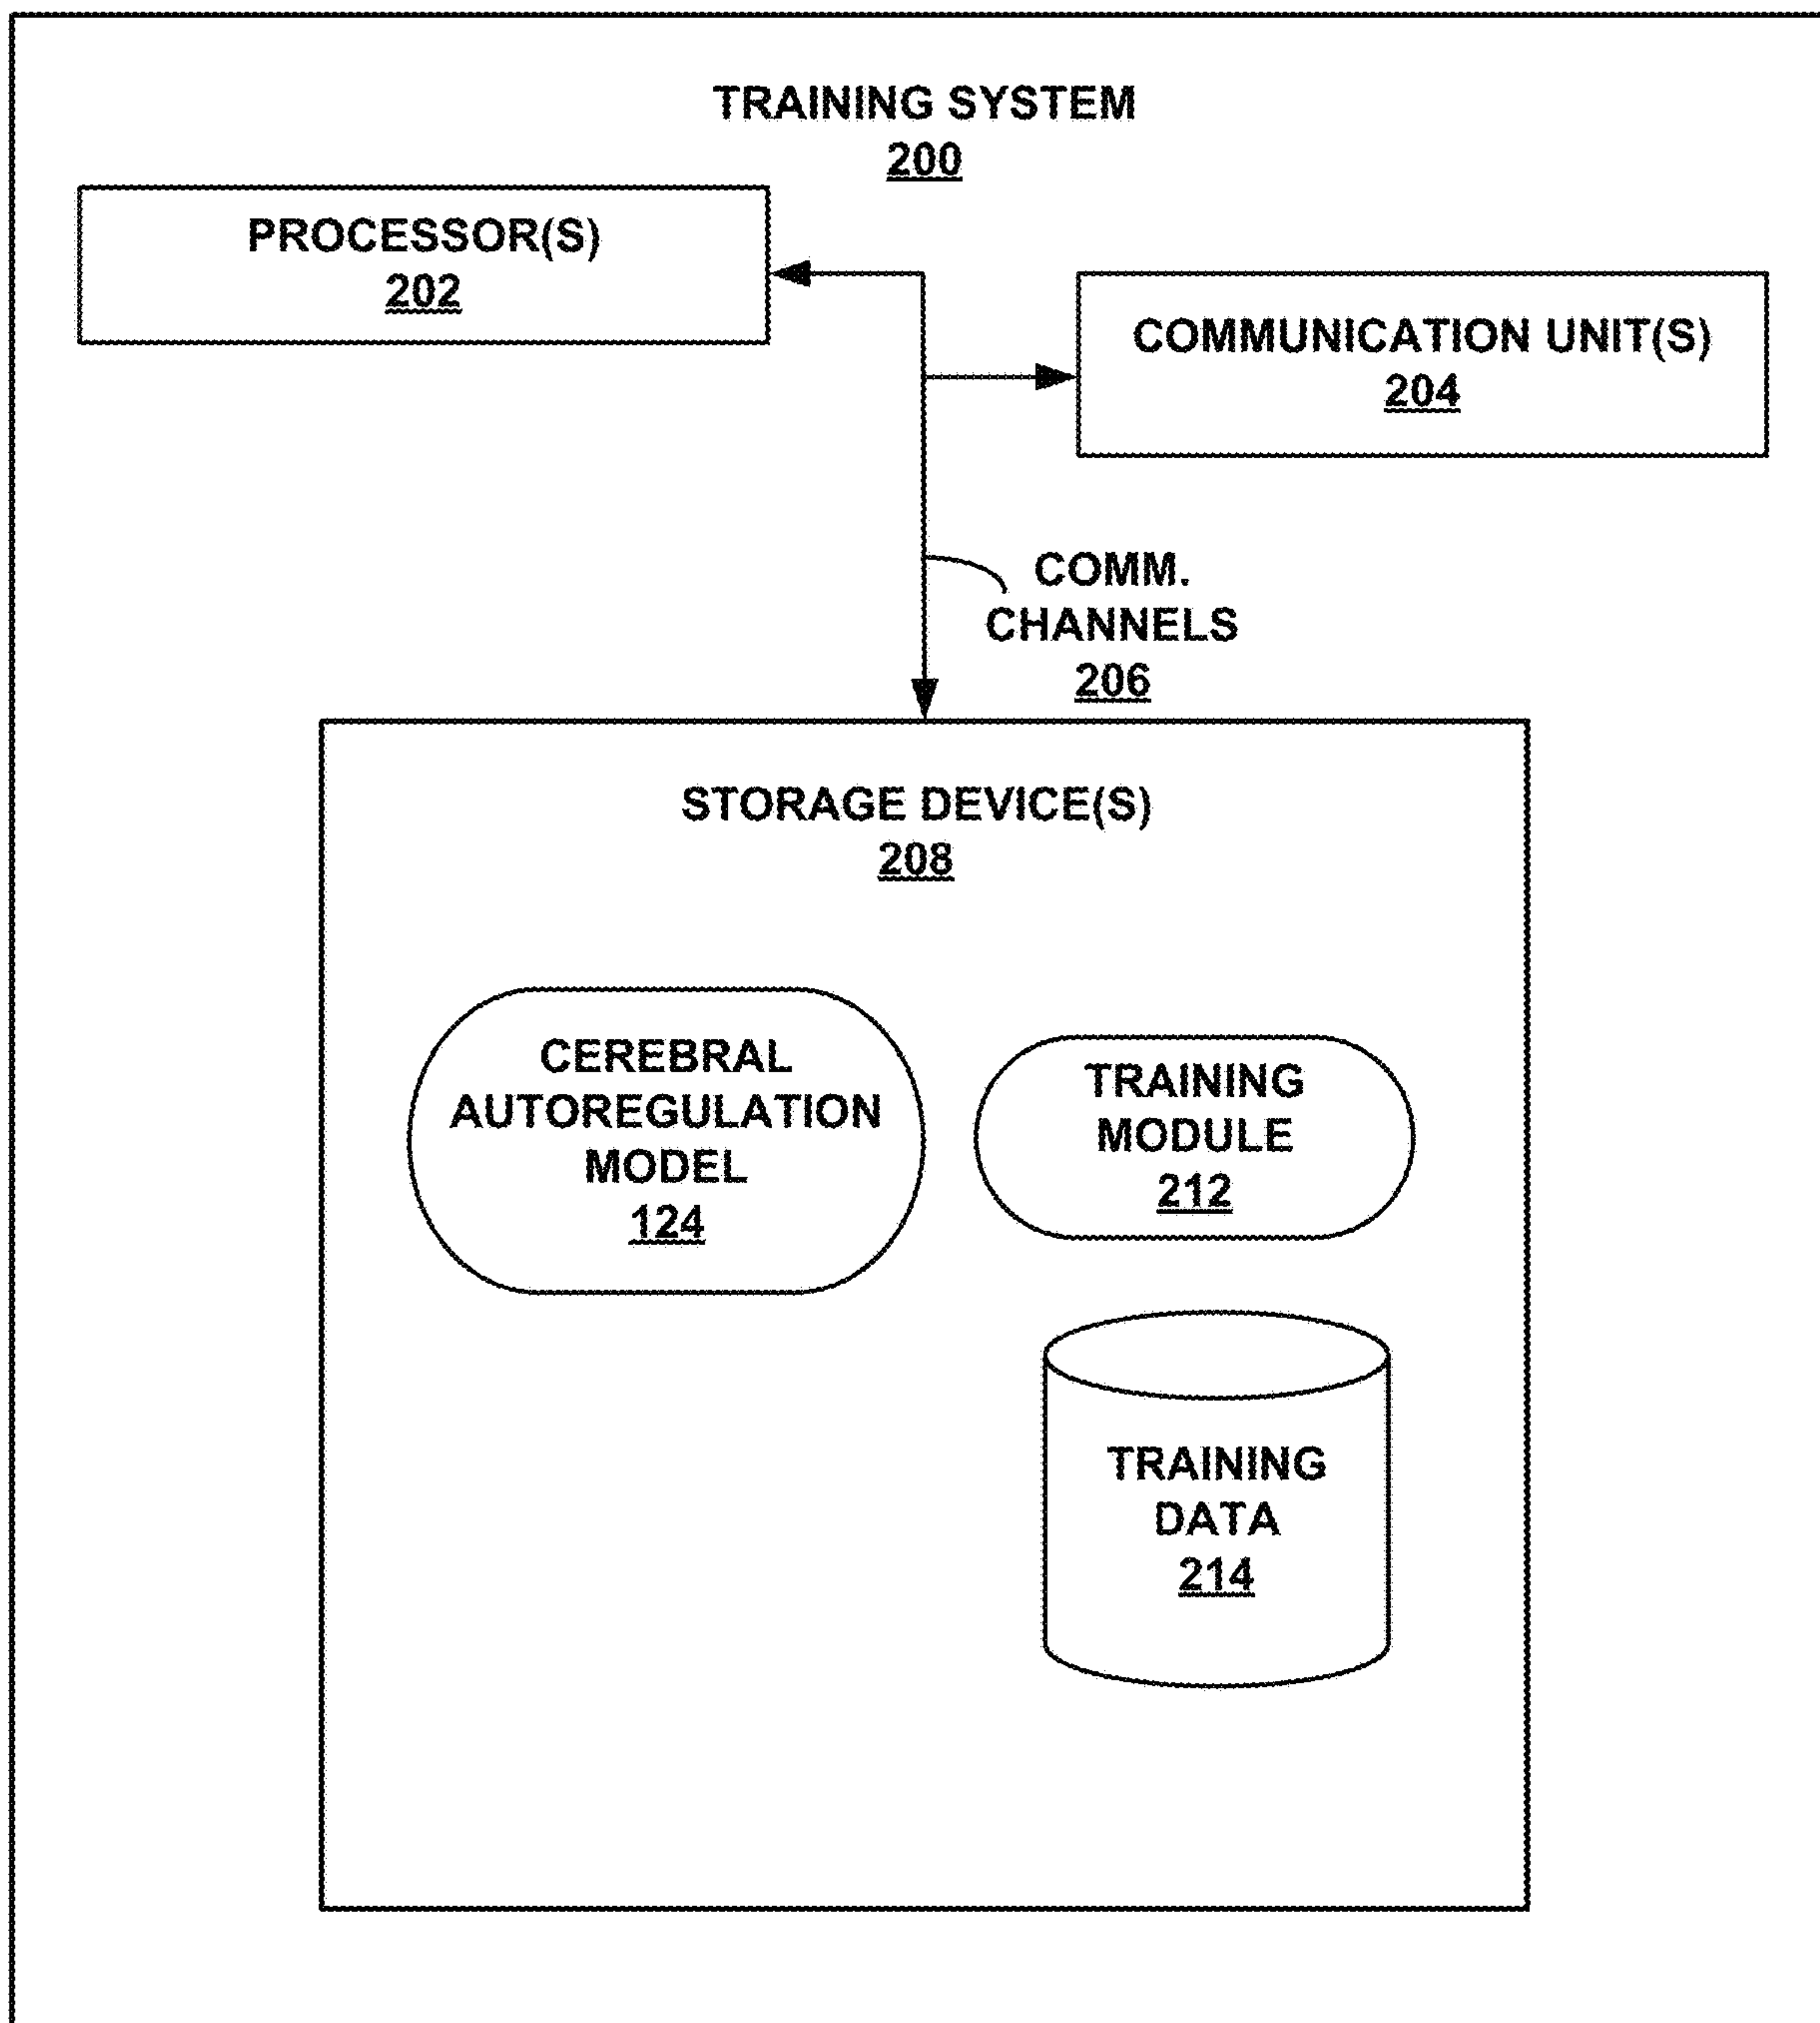 TRAINING SYSTEM
200
PROCESSOR(S)
202
COMMUNICATION UNIT(S)
204
COMM.
CHANNELS
206
STORAGE DEVICE(S)
208
CEREBRAL
AUTOREGULATION
MODEL
124
TRAINING
MODULE
212
TRAINING
DATA
214